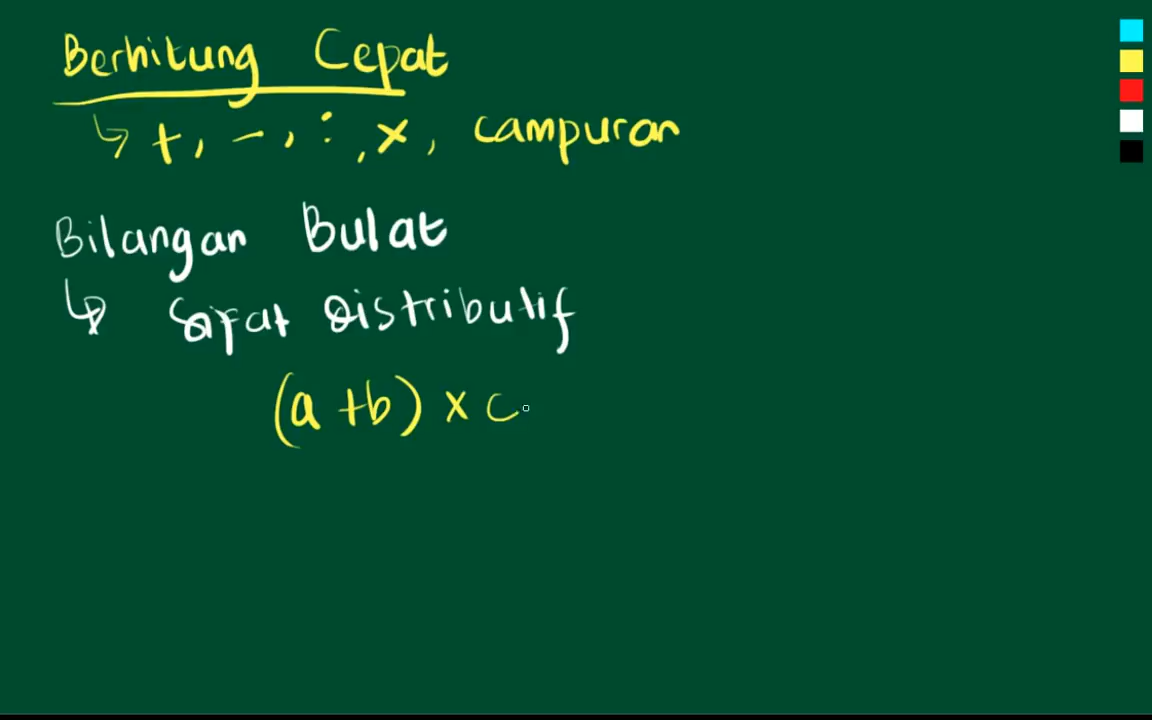 Berhitung Cepat
↳ +, -, :, x, campuran
Bilangan Bulat
↳ Sifat Distributif
(a + b) x c